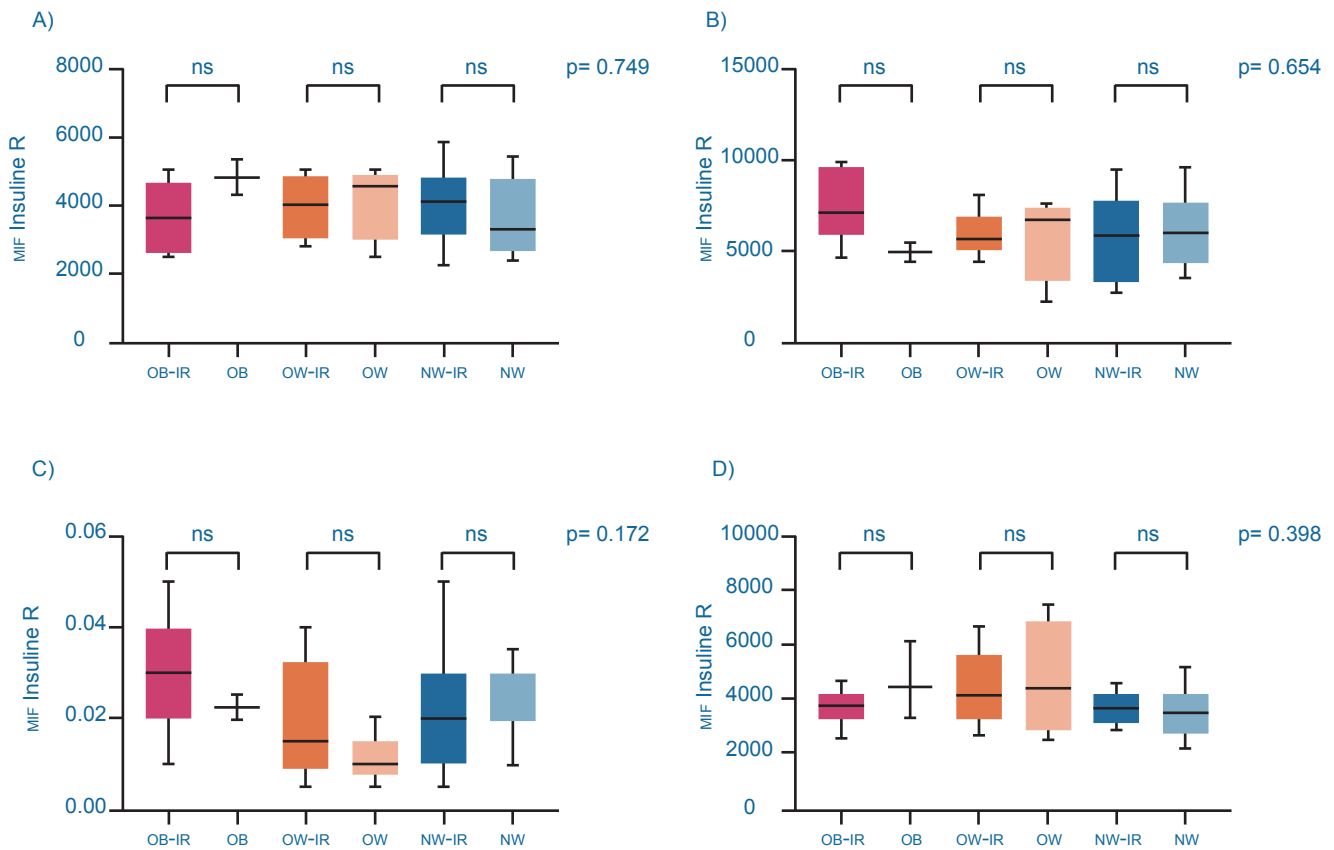 A)
ns ns ns p= 0.749
8000
6000
4000
2000
0
MIF Insuline R
OB-IR OB OW-IR OW NW-IR NW
B)
ns ns ns p= 0.654
15000
10000
5000
0
MIF Insuline R
OB-IR OB OW-IR OW NW-IR NW
C)
ns ns ns p= 0.172
0.06
0.04
0.02
0.00
MIF Insuline R
OB-IR OB OW-IR OW NW-IR NW
D)
ns ns ns p= 0.398
10000
8000
6000
4000
2000
0
MIF Insuline R
OB-IR OB OW-IR OW NW-IR NW